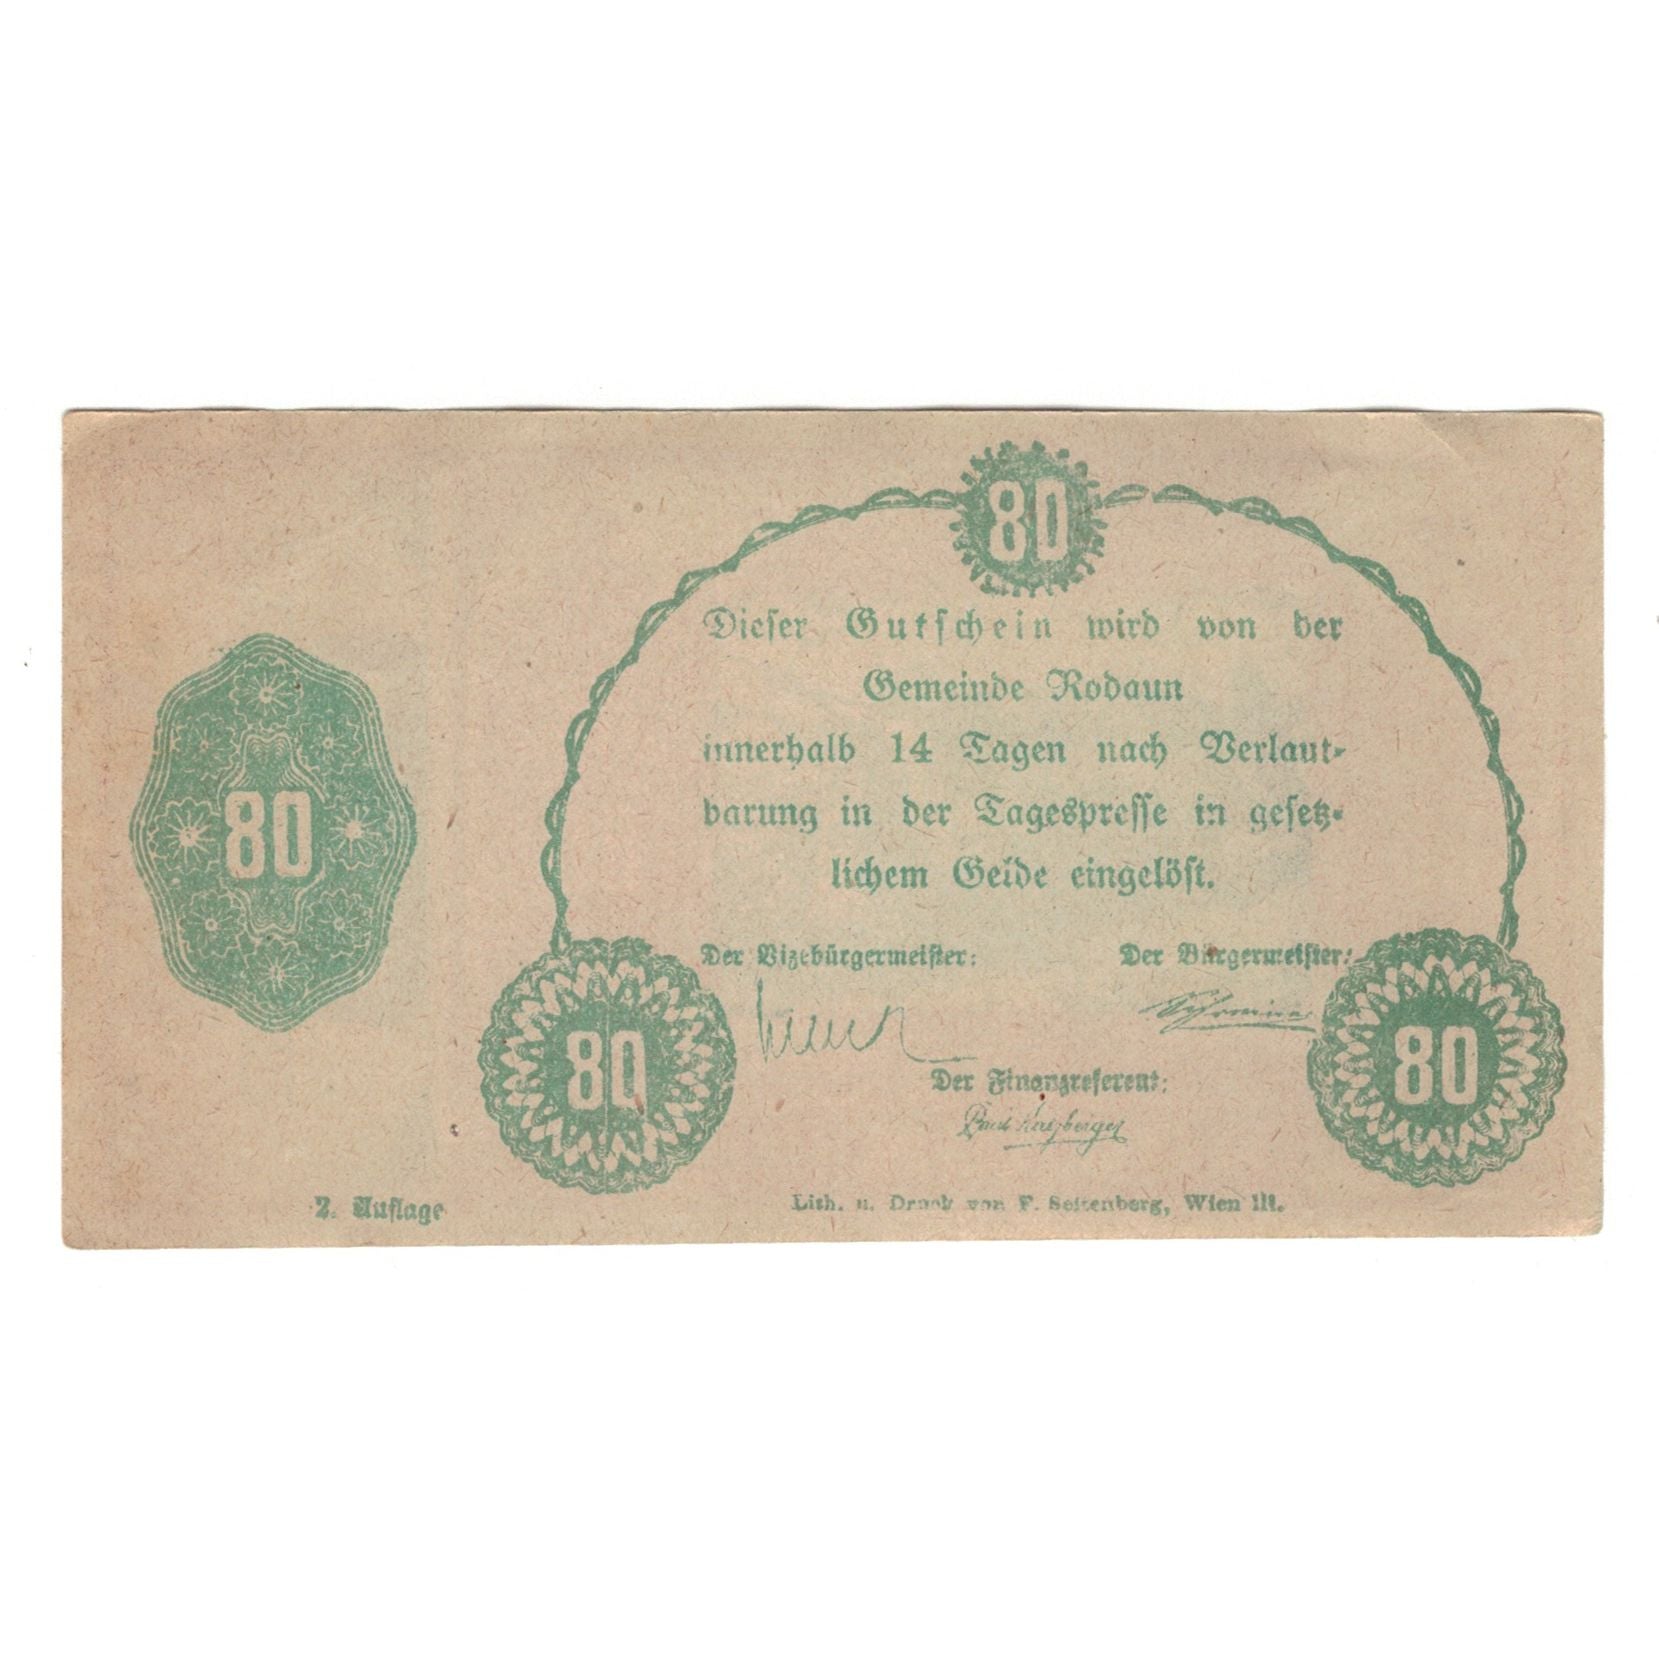 80
Dieser Gutschein wird von der
Gemeinde Rodaun
innerhalb 14 Tagen nach Verlaut-
barung in der Tagespresse in gesetz-
lichem Gelde eingelöst.
80
Der Vizebürgermeister:
Der Bürgermeister:
80
80
Der Finanzreferent:
2. Auflage
Lith. u. Druck von F. Seitenberg, Wien III.